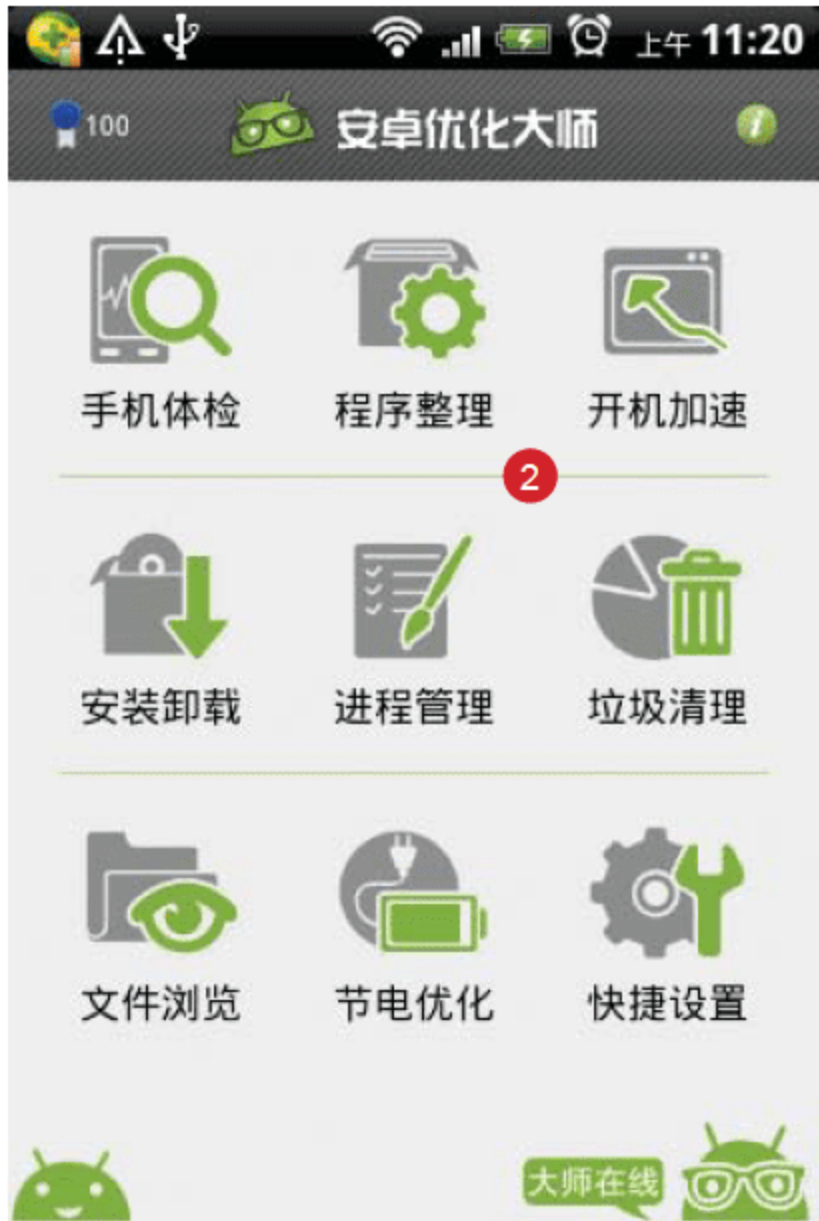 上午 11:20
100 安卓优化大师
手机体检 程序整理 开机加速
2
安装卸载 进程管理 垃圾清理
文件浏览 节电优化 快捷设置
大师在线